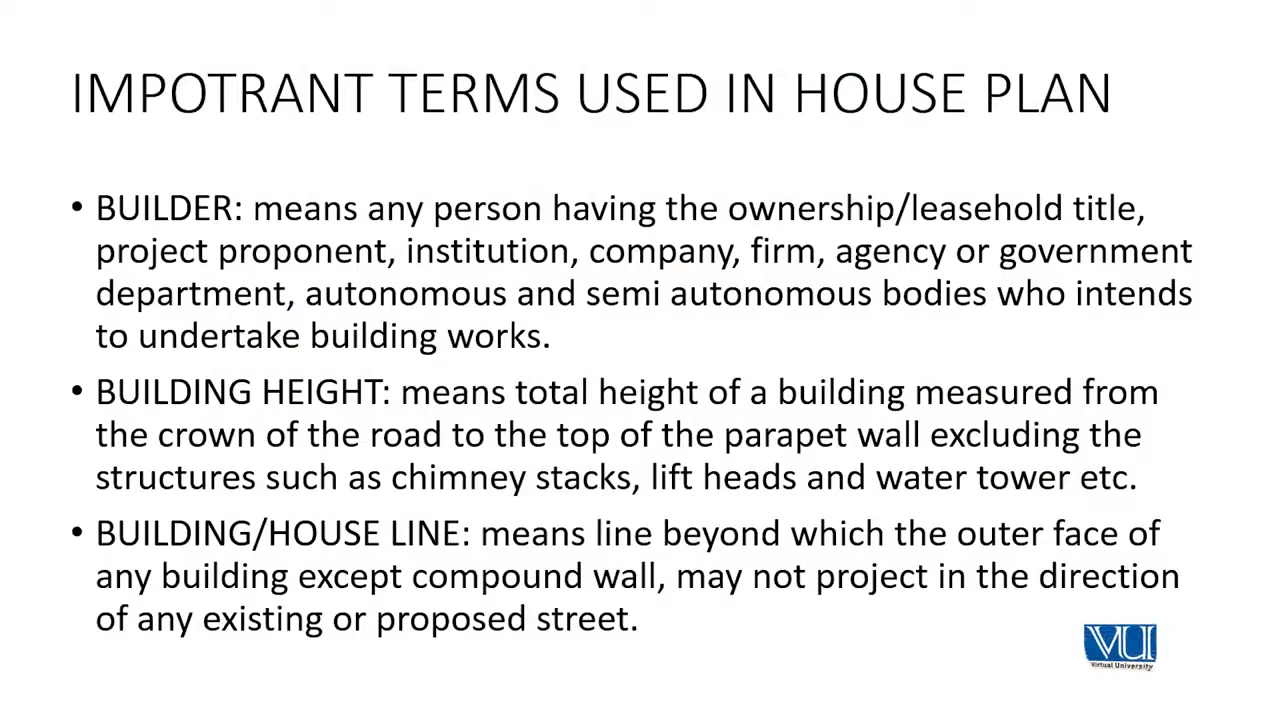 IMPOTRANT TERMS USED IN HOUSE PLAN
• BUILDER: means any person having the ownership/leasehold title,
project proponent, institution, company, firm, agency or government
department, autonomous and semi autonomous bodies who intends
to undertake building works.
• BUILDING HEIGHT: means total height of a building measured from
the crown of the road to the top of the parapet wall excluding the
structures such as chimney stacks, lift heads and water tower etc.
• BUILDING/HOUSE LINE: means line beyond which the outer face of
any building except compound wall, may not project in the direction
of any existing or proposed street.
VU
Virtual University